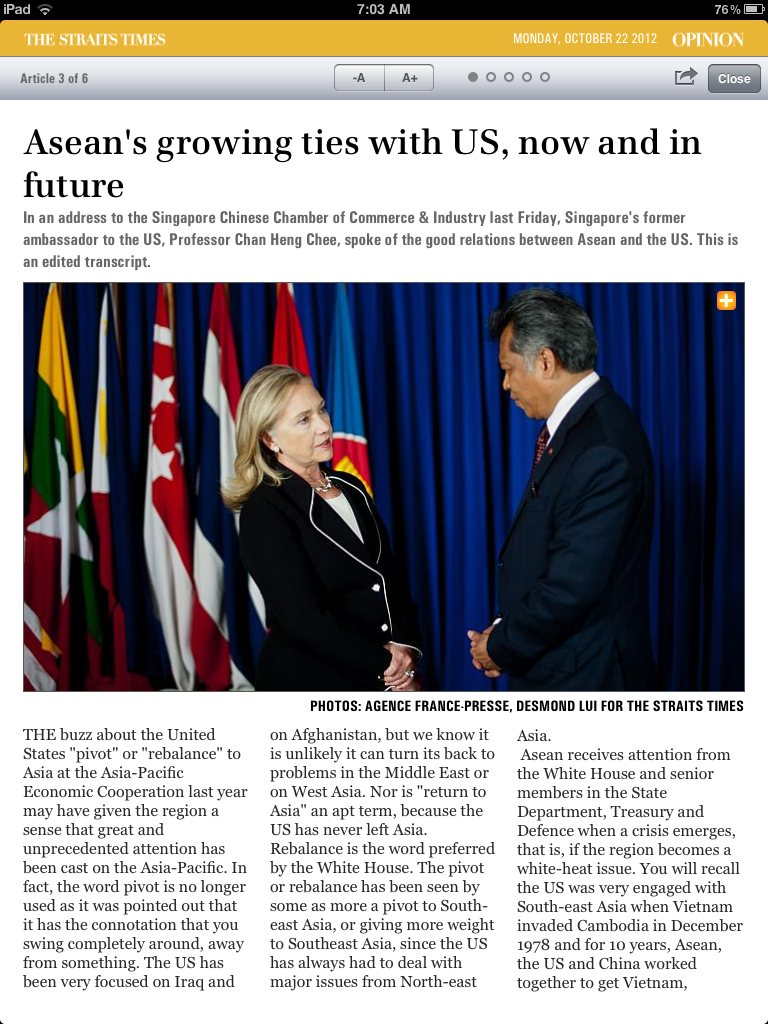 iPad
7:03 AM
76%
THE STRAITS TIMES
MONDAY, OCTOBER 22 2012
OPINION
Article 3 of 6
-A
A+
Close
Asean's growing ties with US, now and in
future
In an address to the Singapore Chinese Chamber of Commerce & Industry last Friday, Singapore's former
ambassador to the US, Professor Chan Heng Chee, spoke of the good relations between Asean and the US. This is
an edited transcript.
PHOTOS: AGENCE FRANCE-PRESSE, DESMOND LUI FOR THE STRAITS TIMES
THE buzz about the United
States "pivot" or "rebalance" to
Asia at the Asia-Pacific
Economic Cooperation last year
may have given the region a
sense that great and
unprecedented attention has
been cast on the Asia-Pacific. In
fact, the word pivot is no longer
used as it was pointed out that
it has the connotation that you
swing completely around, away
from something. The US has
been very focused on Iraq and
on Afghanistan, but we know it
is unlikely it can turn its back to
problems in the Middle East or
on West Asia. Nor is "return to
Asia" an apt term, because the
US has never left Asia.
Rebalance is the word preferred
by the White House. The pivot
or rebalance has been seen by
some as more a pivot to South-
east Asia, or giving more weight
to Southeast Asia, since the US
has always had to deal with
major issues from North-east
Asia.
Asean receives attention from
the White House and senior
members in the State
Department, Treasury and
Defence when a crisis emerges,
that is, if the region becomes a
white-heat issue. You will recall
the US was very engaged with
South-east Asia when Vietnam
invaded Cambodia in December
1978 and for 10 years, Asean,
the US and China worked
together to get Vietnam,